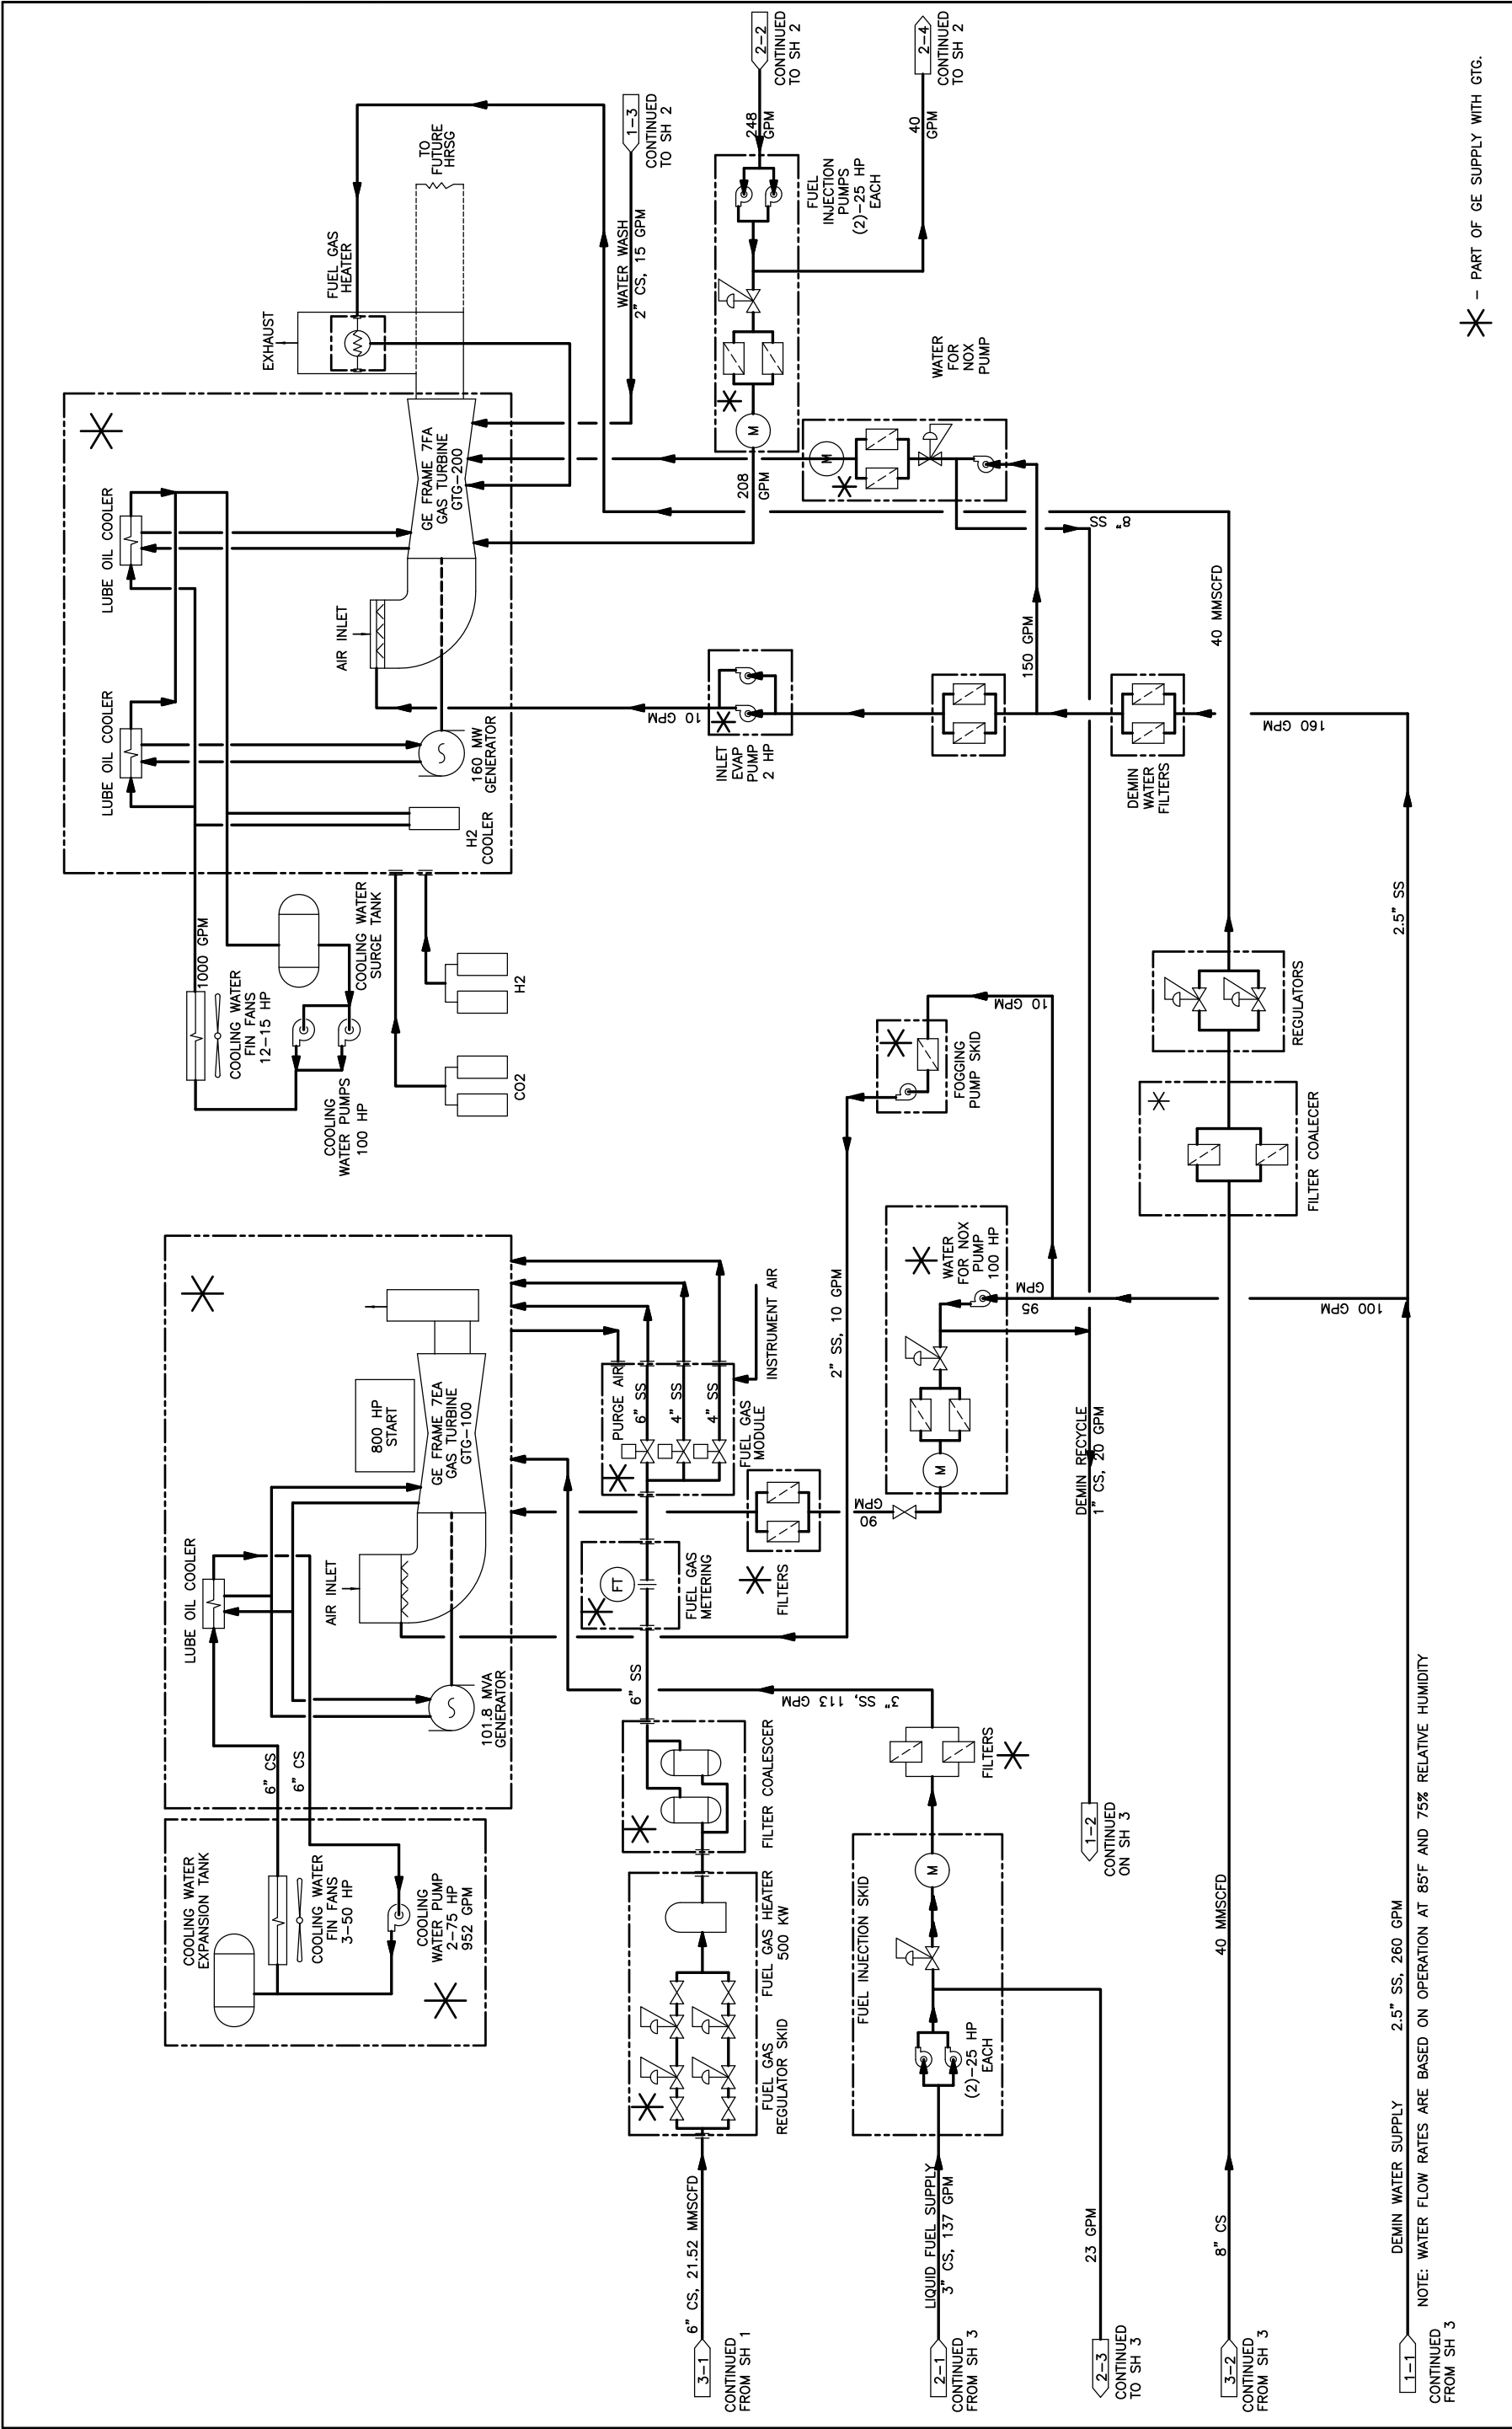 COOLING WATER
EXPANSION TANK
COOLING WATER
FIN FANS
3-50 HP
COOLING
WATER PUMP
2-75 HP
952 GPM
6" CS
6" CS
LUBE OIL COOLER
AIR INLET
101.8 MVA
GENERATOR
800 HP
START
GE FRAME 7EA
GAS TURBINE
GTG-100
COOLING
WATER PUMPS
100 HP
COOLING WATER
FIN FANS
12-15 HP
1000 GPM
COOLING WATER
SURGE TANK
CO2
H2
LUBE OIL COOLER
LUBE OIL COOLER
H2
COOLER
160 MW
GENERATOR
AIR INLET
GE FRAME 7FA
GAS TURBINE
GTG-200
EXHAUST
FUEL GAS
HEATER
TO
FUTURE
HRSG
3-1
CONTINUED
FROM SH 1
6" CS, 21.52 MMSCFD
FUEL GAS
REGULATOR SKID
FUEL GAS HEATER
500 KW
FILTER COALESCER
6" SS
FT
FUEL GAS
METERING
PURGE AIR
6" SS
4" SS
4" SS
FUEL GAS
MODULE
INSTRUMENT AIR
FILTERS
90
GPM
2" SS, 10 GPM
WATER WASH
2" CS, 15 GPM
1-3
CONTINUED
TO SH 2
2-2
CONTINUED
TO SH 2
248
GPM
FUEL
INJECTION
PUMPS
(2)-25 HP
EACH
M
208
GPM
40
GPM
2-4
CONTINUED
TO SH 2
WATER
FOR
NOX
PUMP
M
8" SS
10 GPM
INLET
EVAP
PUMP
2 HP
150 GPM
DEMIN
WATER
FILTERS
160 GPM
10 GPM
FOGGING
PUMP SKID
WATER
FOR NOX
PUMP
100 HP
M
95
GPM
100 GPM
2-1
CONTINUED
FROM SH 3
LIQUID FUEL SUPPLY
3" CS, 137 GPM
FUEL INJECTION SKID
(2)-25 HP
EACH
M
FILTERS
3" SS, 113 GPM
2-3
CONTINUED
TO SH 3
23 GPM
1-2
CONTINUED
ON SH 3
DEMIN RECYCLE
1" CS, 20 GPM
3-2
CONTINUED
FROM SH 3
8" CS
40 MMSCFD
FILTER COALECER
REGULATORS
40 MMSCFD
1-1
CONTINUED
FROM SH 3
DEMIN WATER SUPPLY
2.5" SS, 260 GPM
2.5" SS
NOTE: WATER FLOW RATES ARE BASED ON OPERATION AT 85°F AND 75% RELATIVE HUMIDITY
- PART OF GE SUPPLY WITH GTG.